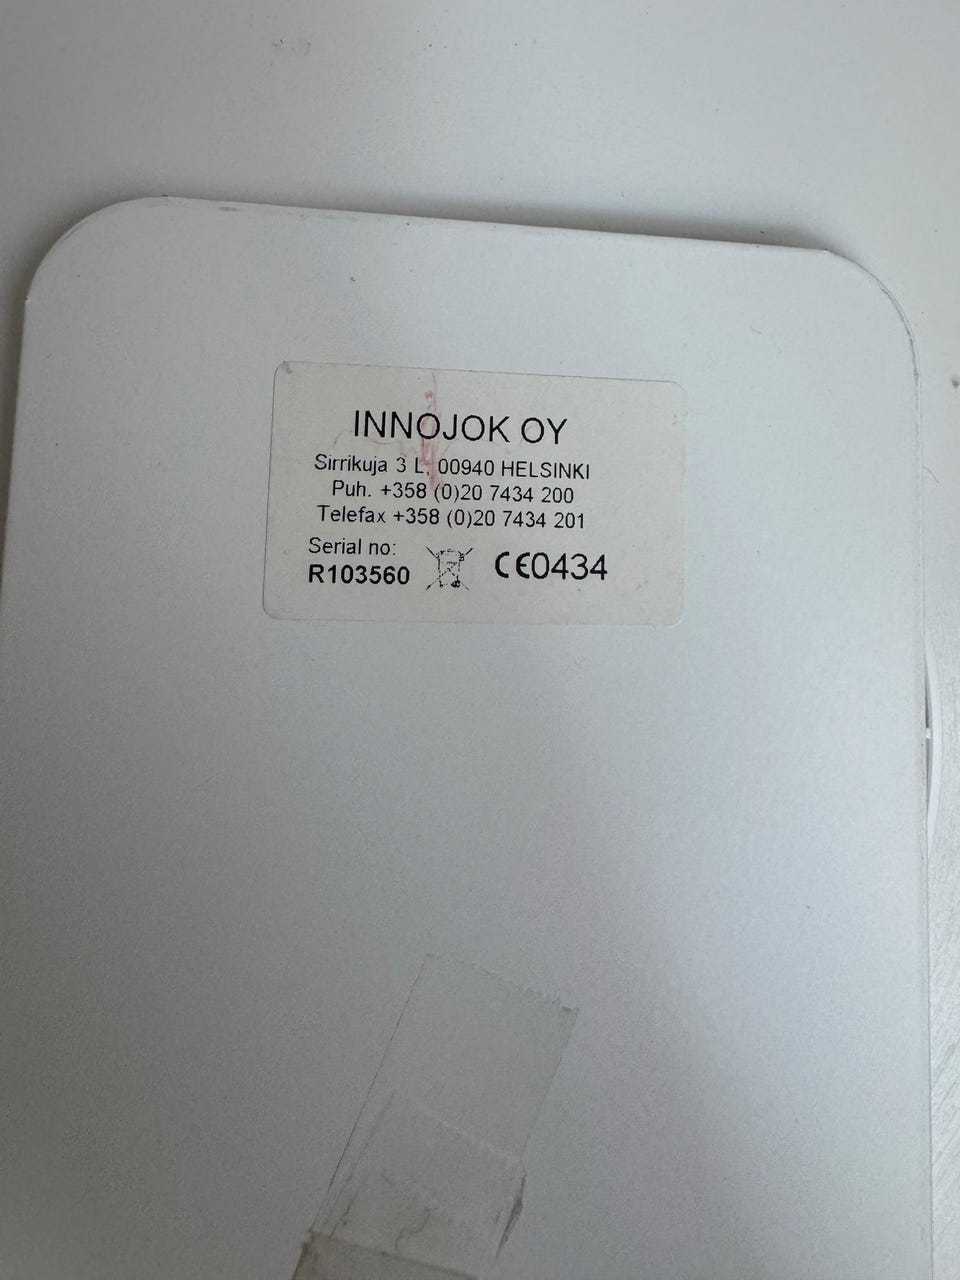 INNOJOK OY
Sirrikuja 3 L, 00940 HELSINKI
Puh. +358 (0)20 7434 200
Telefax +358 (0)20 7434 201
Serial no:
R103560
CE0434